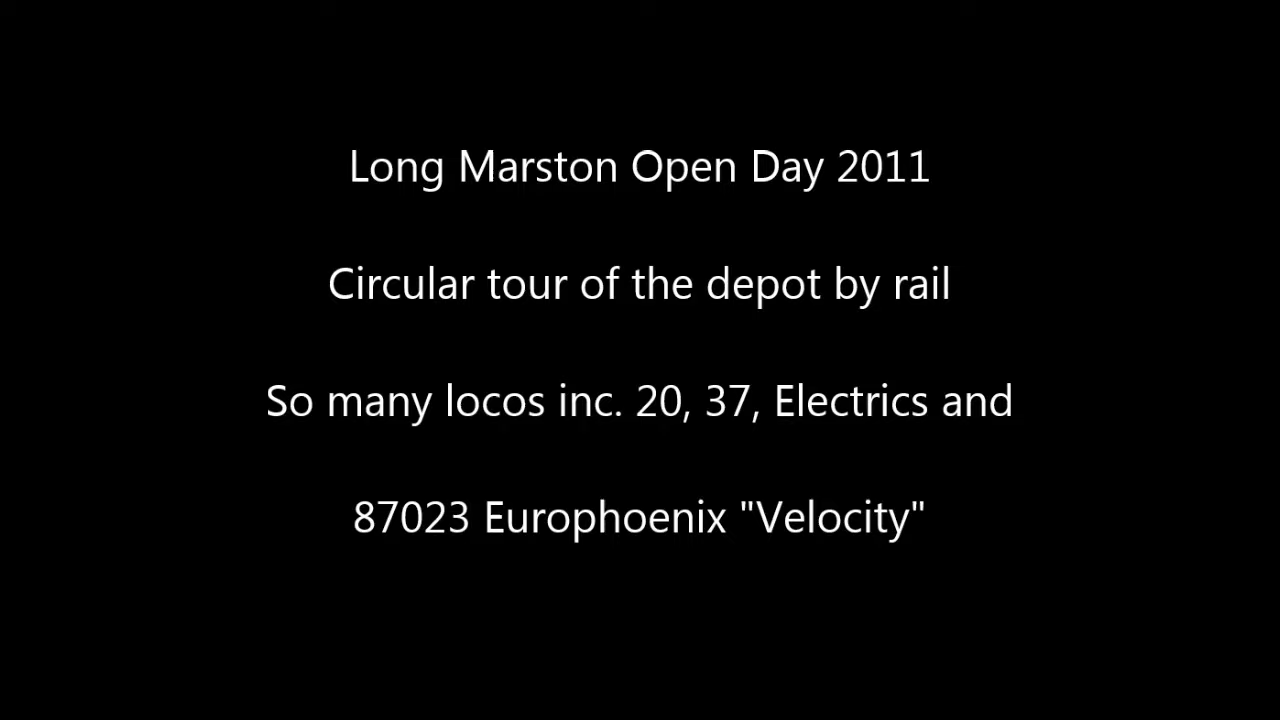 Long Marston Open Day 2011
Circular tour of the depot by rail
So many locos inc. 20, 37, Electrics and
87023 Europhoenix "Velocity"